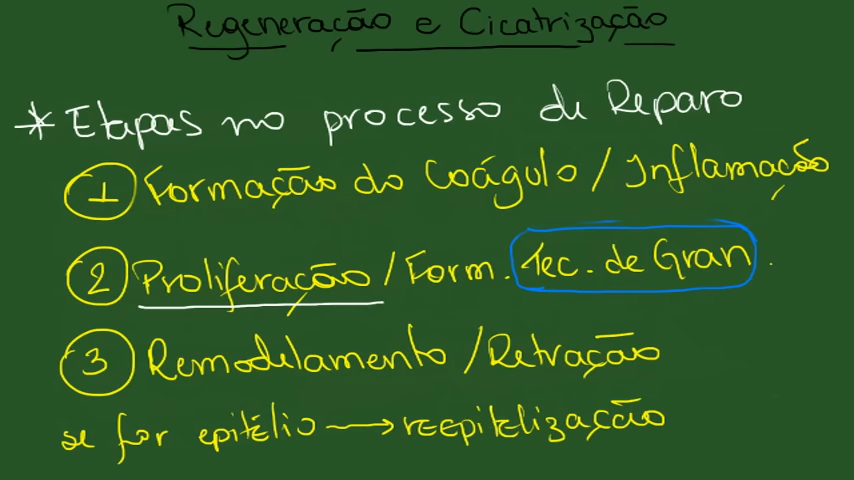 Regeneração e Cicatrização
* Etapas no processo de Reparo
1 Formação do Coágulo / Inflamação
2 Proliferação / Form. Tec. de Gran.
3 Remodelamento / Retração
se for epitélio → reepitelização